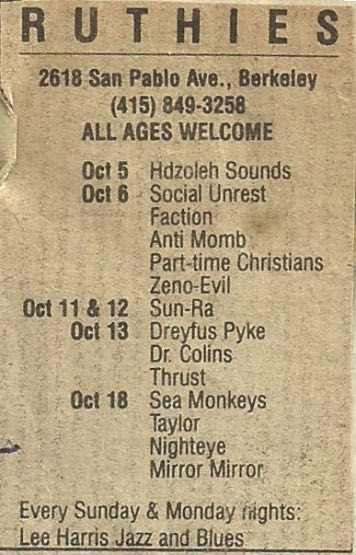 RUTHIES
2618 San Pablo Ave., Berkeley
(415) 849-3258
ALL AGES WELCOME
Oct 5 Hdzoleh Sounds
Oct 6 Social Unrest
Faction
Anti Momb
Part-time Christians
Zeno-Evil
Oct 11 & 12 Sun-Ra
Oct 13 Dreyfus Pyke
Dr. Colins
Thrust
Oct 18 Sea Monkeys
Taylor
Nighteye
Mirror Mirror
Every Sunday & Monday nights:
Lee Harris Jazz and Blues